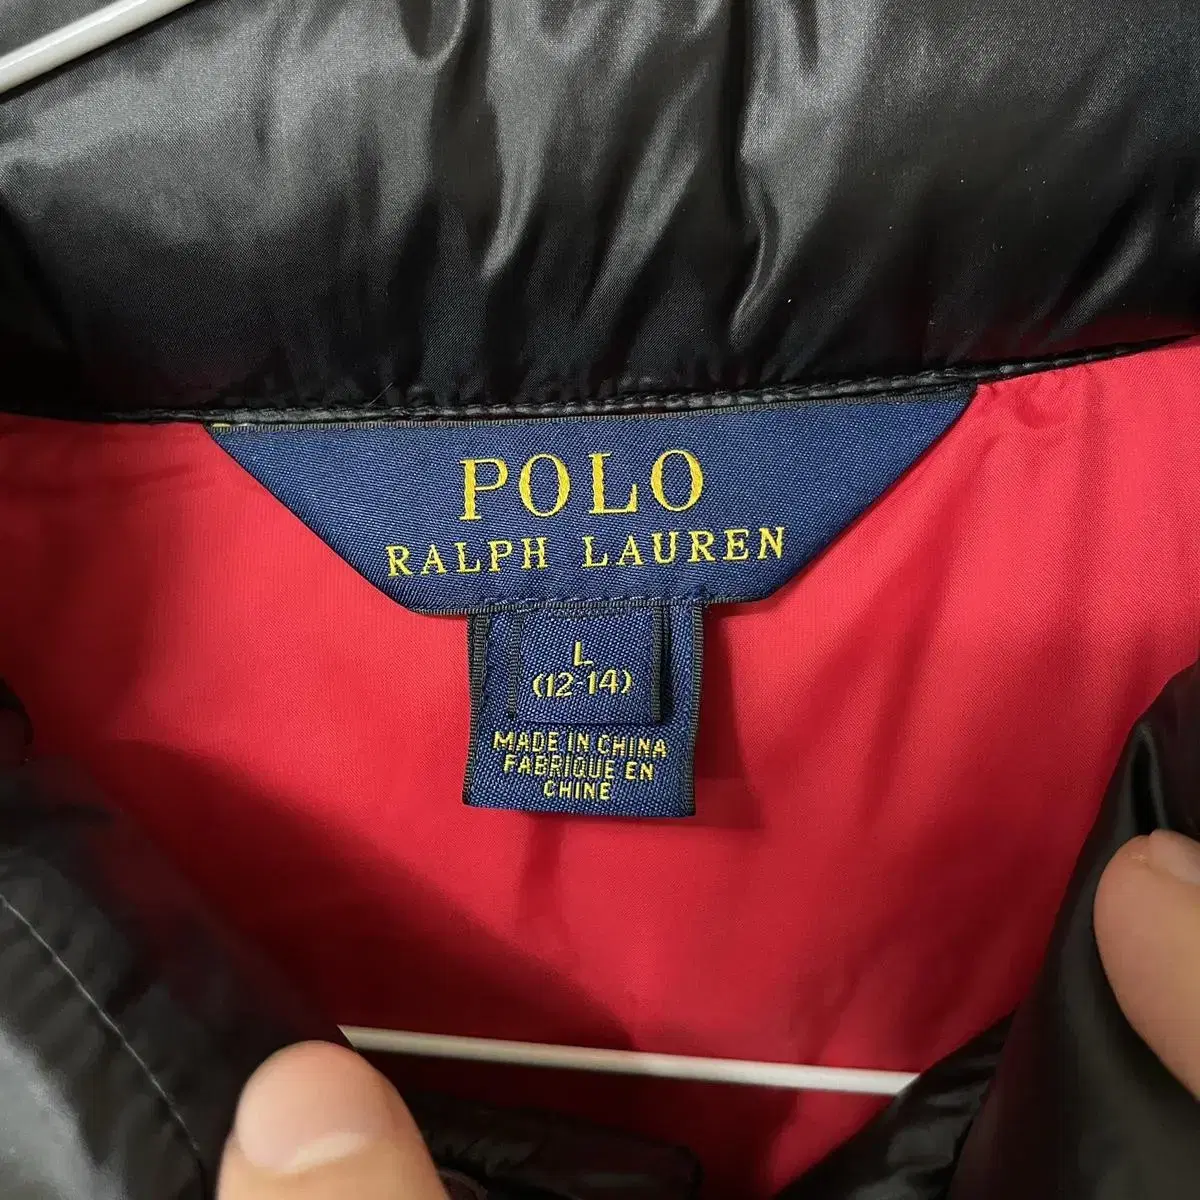 POLO
RALPH LAUREN
L
(12-14)
MADE IN CHINA
FABRIQUE EN
CHINE